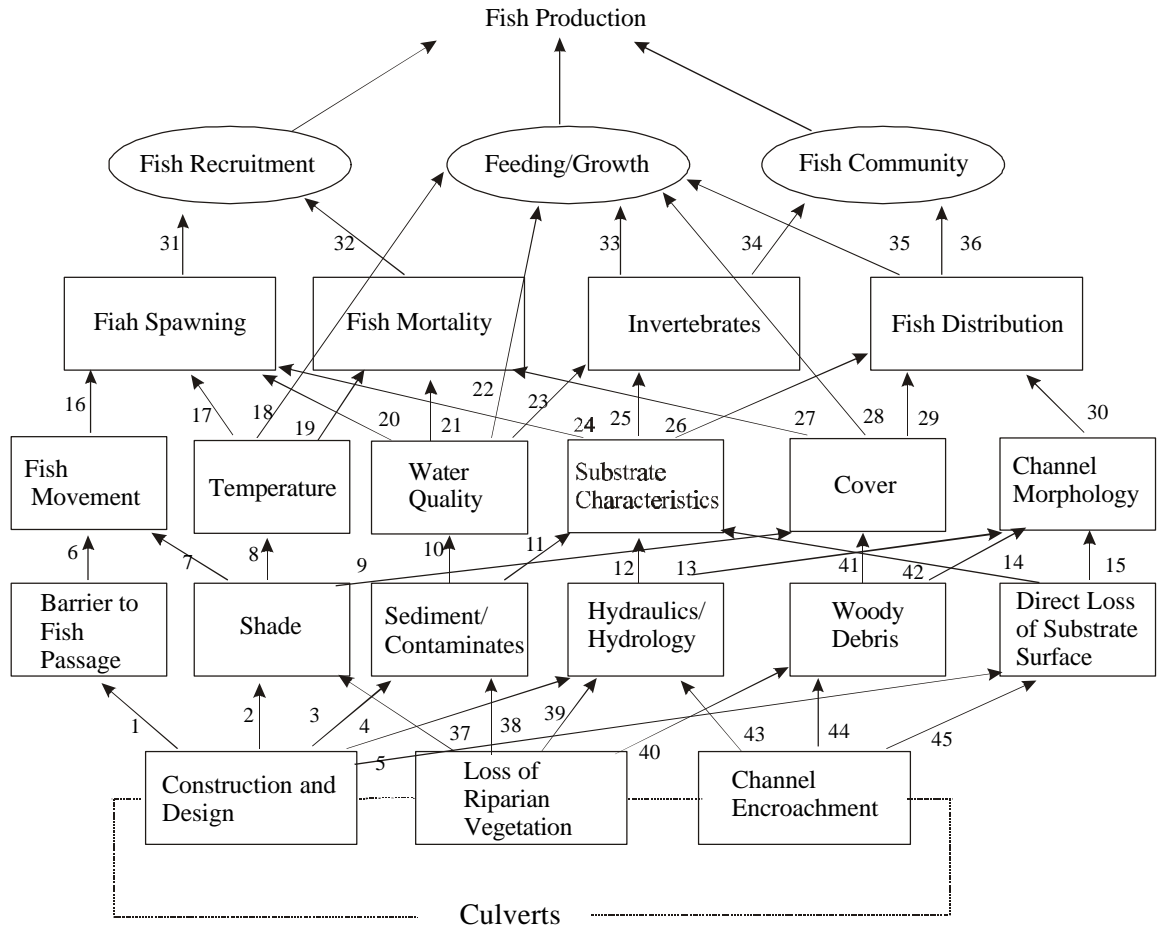 Fish Production
Fish Recruitment
Feeding/Growth
Fish Community
31
32
33
34
35
36
Fiah Spawning
Fish Mortality
Invertebrates
Fish Distribution
16
17
18
19
20
21
22
23
24
25
26
27
28
29
30
Fish
Movement
Temperature
Water
Quality
Substrate
Characteristics
Cover
Channel
Morphology
6
7
8
9
10
11
12
13
41
42
14
15
Barrier to
Fish
Passage
Shade
Sediment/
Contaminates
Hydraulics/
Hydrology
Woody
Debris
Direct Loss
of Substrate
Surface
1
2
3
4
5
37
38
39
40
43
44
45
Construction and
Design
Loss of
Riparian
Vegetation
Channel
Encroachment
Culverts